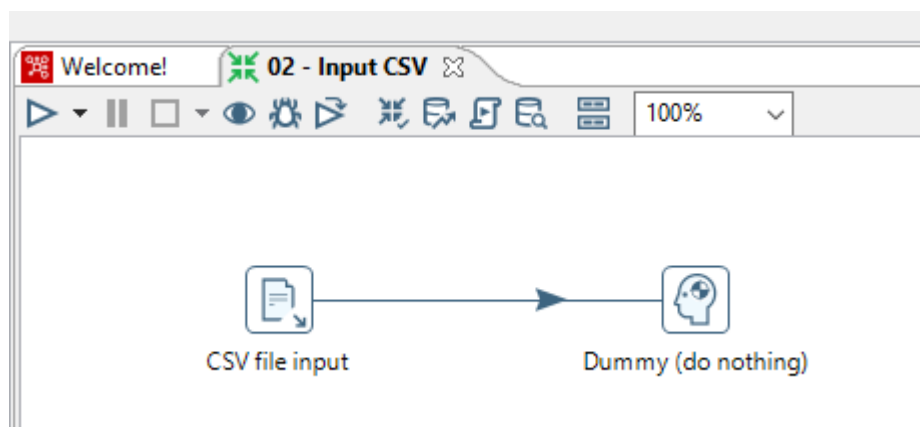 Welcome!
02 - Input CSV
100%
CSV file input
Dummy (do nothing)